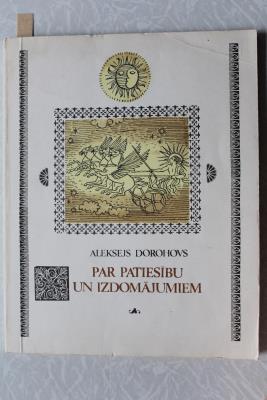 ALEKSEJS DOROHOVS
PAR PATIESĪBU
UN IZDOMĀJUMIEM